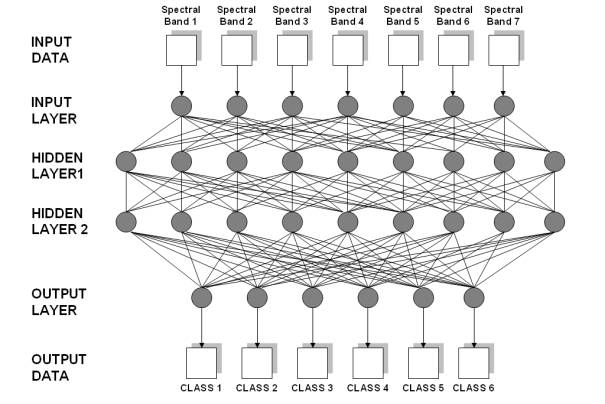 Spectral Spectral Spectral Spectral Spectral Spectral Spectral
Band 1 Band 2 Band 3 Band 4 Band 5 Band 6 Band 7
INPUT
DATA
INPUT
LAYER
HIDDEN
LAYER1
HIDDEN
LAYER 2
OUTPUT
LAYER
OUTPUT
DATA
CLASS 1 CLASS 2 CLASS 3 CLASS 4 CLASS 5 CLASS 6